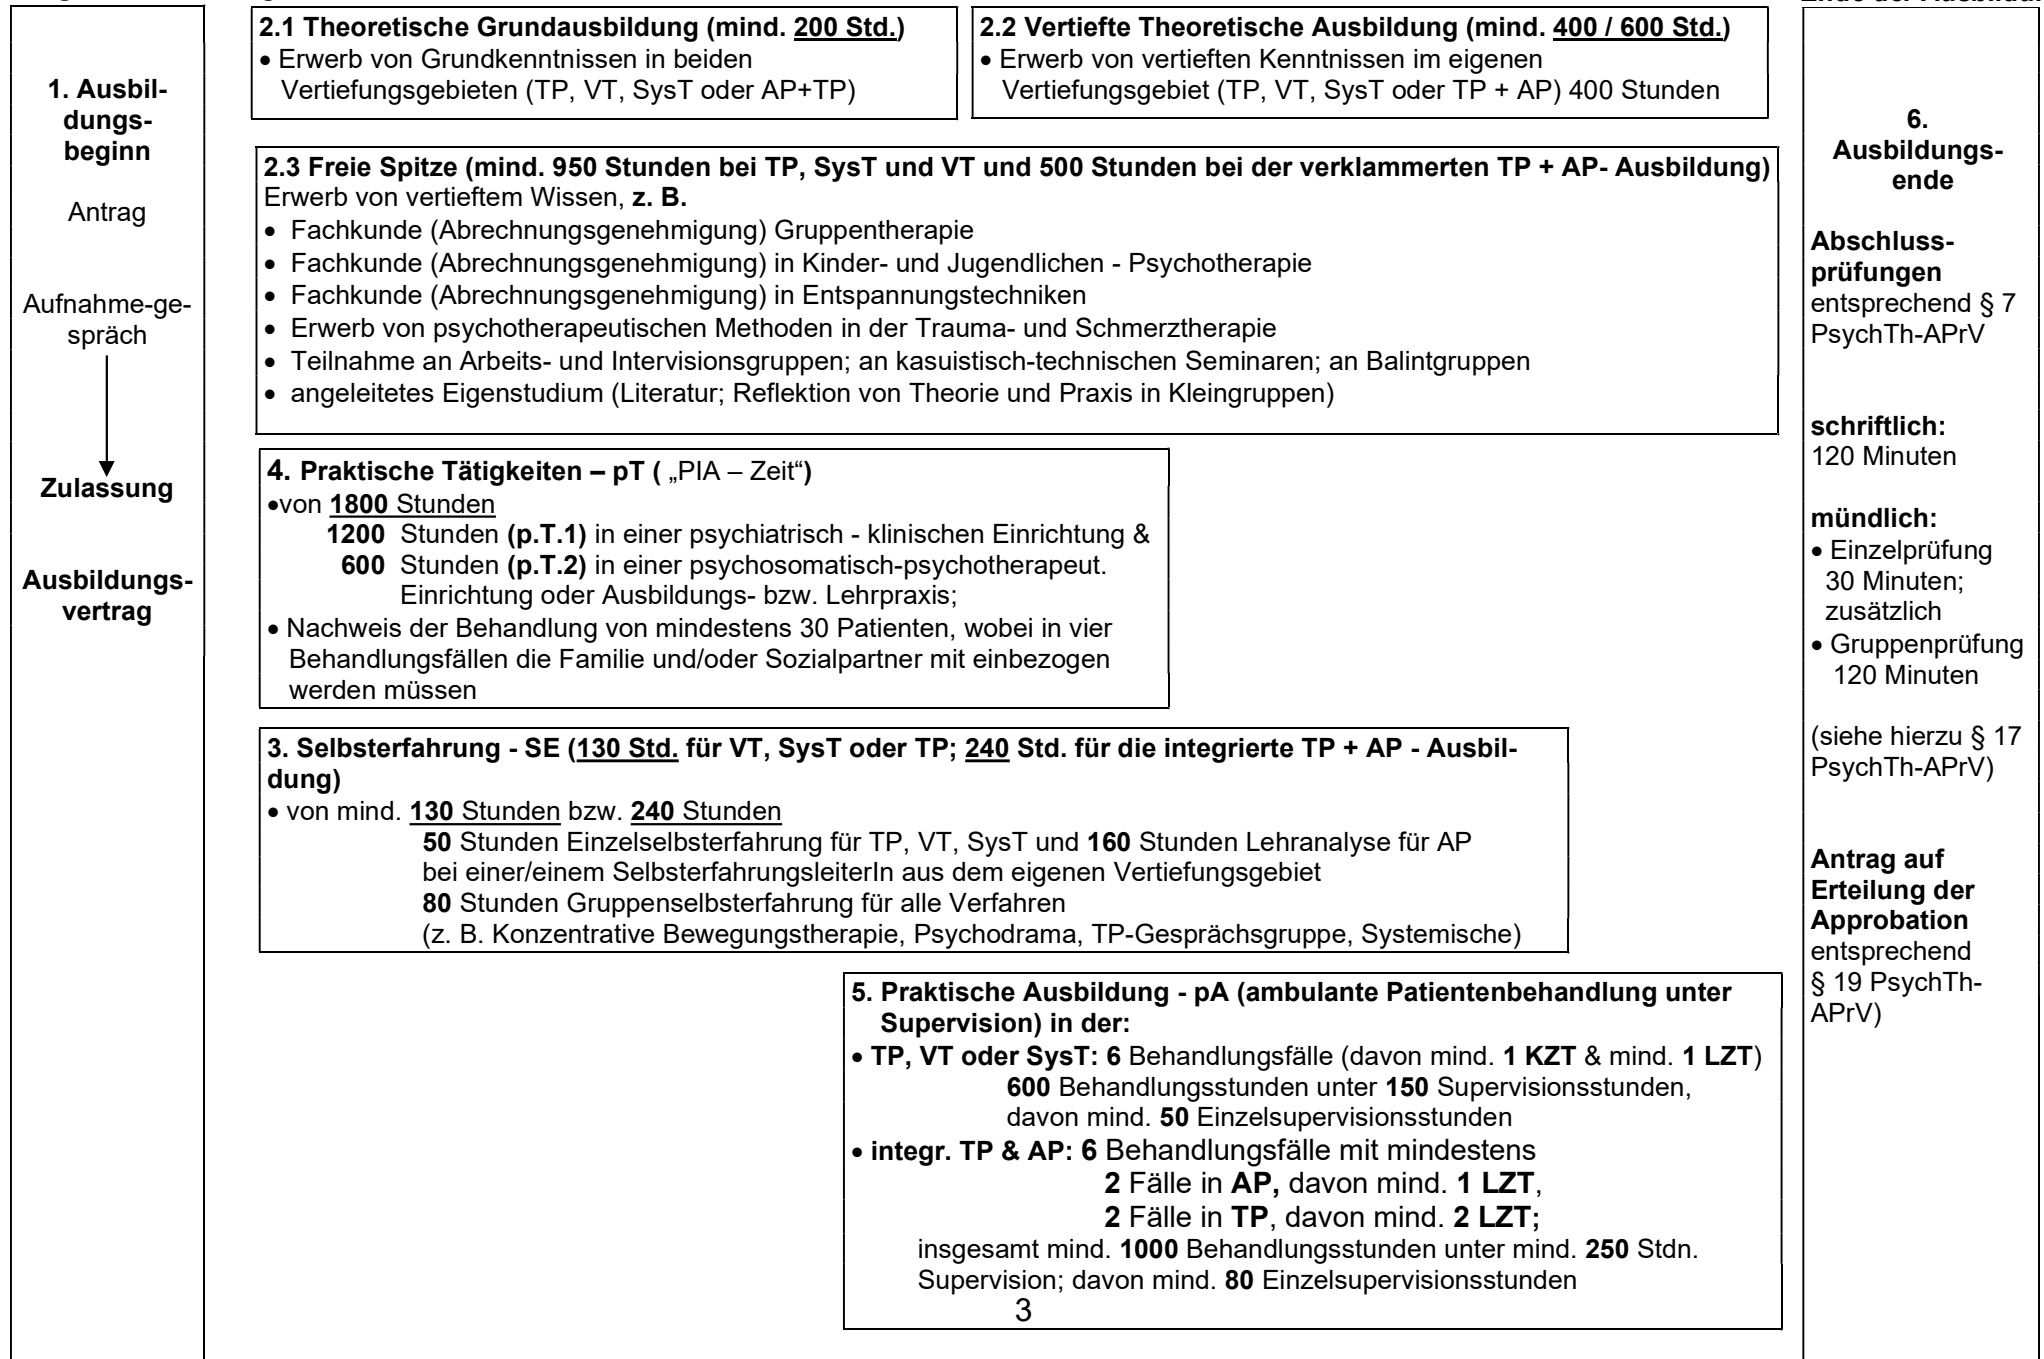 1. Ausbil-
dungs-
beginn
Antrag
Aufnahme-ge-
spräch
Zulassung
Ausbildungs-
vertrag
2.1 Theoretische Grundausbildung (mind. 200 Std.)
• Erwerb von Grundkenntnissen in beiden
Vertiefungsgebieten (TP, VT, SysT oder AP+TP)
2.2 Vertiefte Theoretische Ausbildung (mind. 400 / 600 Std.)
• Erwerb von vertieften Kenntnissen im eigenen
Vertiefungsgebiet (TP, VT, SysT oder TP + AP) 400 Stunden
2.3 Freie Spitze (mind. 950 Stunden bei TP, SysT und VT und 500 Stunden bei der verklammerten TP + AP- Ausbildung)
Erwerb von vertieftem Wissen, z. B.
• Fachkunde (Abrechnungsgenehmigung) Gruppentherapie
• Fachkunde (Abrechnungsgenehmigung) in Kinder- und Jugendlichen - Psychotherapie
• Fachkunde (Abrechnungsgenehmigung) in Entspannungstechniken
• Erwerb von psychotherapeutischen Methoden in der Trauma- und Schmerztherapie
• Teilnahme an Arbeits- und Intervisionsgruppen; an kasuistisch-technischen Seminaren; an Balintgruppen
• angeleitetes Eigenstudium (Literatur; Reflektion von Theorie und Praxis in Kleingruppen)
4. Praktische Tätigkeiten – pT ( „PIA – Zeit“)
•von 1800 Stunden
1200 Stunden (p.T.1) in einer psychiatrisch - klinischen Einrichtung &
600 Stunden (p.T.2) in einer psychosomatisch-psychotherapeut.
Einrichtung oder Ausbildungs- bzw. Lehrpraxis;
• Nachweis der Behandlung von mindestens 30 Patienten, wobei in vier
Behandlungsfällen die Familie und/oder Sozialpartner mit einbezogen
werden müssen
3. Selbsterfahrung - SE (130 Std. für VT, SysT oder TP; 240 Std. für die integrierte TP + AP - Ausbil-
dung)
• von mind. 130 Stunden bzw. 240 Stunden
50 Stunden Einzelselbsterfahrung für TP, VT, SysT und 160 Stunden Lehranalyse für AP
bei einer/einem SelbsterfahrungsleiterIn aus dem eigenen Vertiefungsgebiet
80 Stunden Gruppenselbsterfahrung für alle Verfahren
(z. B. Konzentrative Bewegungstherapie, Psychodrama, TP-Gesprächsgruppe, Systemische)
5. Praktische Ausbildung - pA (ambulante Patientenbehandlung unter
Supervision) in der:
• TP, VT oder SysT: 6 Behandlungsfälle (davon mind. 1 KZT & mind. 1 LZT)
600 Behandlungsstunden unter 150 Supervisionsstunden,
davon mind. 50 Einzelsupervisionsstunden
• integr. TP & AP: 6 Behandlungsfälle mit mindestens
2 Fälle in AP, davon mind. 1 LZT,
2 Fälle in TP, davon mind. 2 LZT;
insgesamt mind. 1000 Behandlungsstunden unter mind. 250 Stdn.
Supervision; davon mind. 80 Einzelsupervisionsstunden
3
6.
Ausbildungs-
ende
Abschluss-
prüfungen
entsprechend § 7
PsychTh-APrV
schriftlich:
120 Minuten
mündlich:
• Einzelprüfung
30 Minuten;
zusätzlich
• Gruppenprüfung
120 Minuten
(siehe hierzu § 17
PsychTh-APrV)
Antrag auf
Erteilung der
Approbation
entsprechend
§ 19 PsychTh-
APrV)